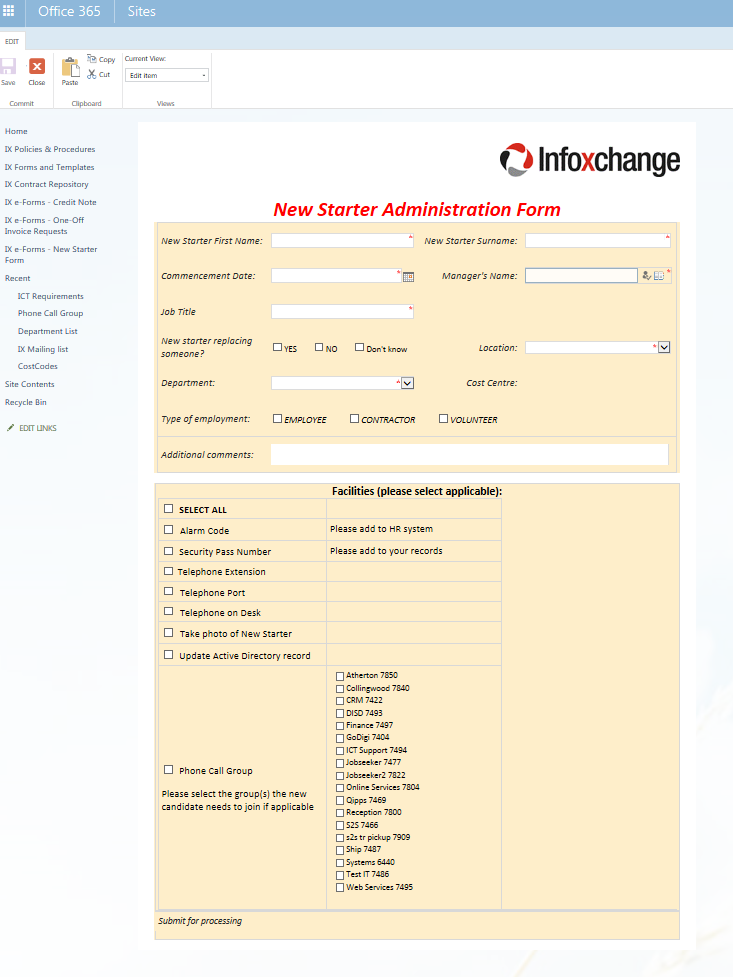 Office 365 Sites
EDIT
Save Close Paste Copy Cut
Current View:
Edit item
Commit Clipboard Views
Home
IX Policies & Procedures
IX Forms and Templates
IX Contract Repository
IX e-Forms - Credit Note
IX e-Forms - One-Off
Invoice Requests
IX e-Forms - New Starter
Form
Recent
ICT Requirements
Phone Call Group
Department List
IX Mailing list
CostCodes
Site Contents
Recycle Bin
EDIT LINKS
Infoxchange
New Starter Administration Form
New Starter First Name: * New Starter Surname: *
Commencement Date: * Manager's Name: *
Job Title *
New starter replacing
someone?
YES NO Don't know Location: *
Department: * Cost Centre:
Type of employment: EMPLOYEE CONTRACTOR VOLUNTEER
Additional comments:
Facilities (please select applicable):
SELECT ALL
Alarm Code Please add to HR system
Security Pass Number Please add to your records
Telephone Extension
Telephone Port
Telephone on Desk
Take photo of New Starter
Update Active Directory record
Phone Call Group
Please select the group(s) the new
candidate needs to join if applicable
Atherton 7850
Collingwood 7840
CRM 7422
DISD 7493
Finance 7497
GoDigi 7404
ICT Support 7494
Jobseeker 7477
Jobseeker2 7822
Online Services 7804
Qipps 7469
Reception 7800
S2S 7466
s2s tr pickup 7909
Ship 7487
Systems 6440
Test IT 7486
Web Services 7495
Submit for processing